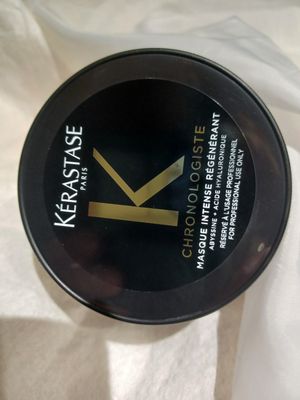 KÉRASTASE
PARIS
K
CHRONOLOGISTE
MASQUE INTENSE RÉGÉNÉRANT
ABYSSINE + ACIDE HYALURONIQUE
RÉSERVÉ À L'USAGE PROFESSIONNEL
FOR PROFESSIONAL USE ONLY